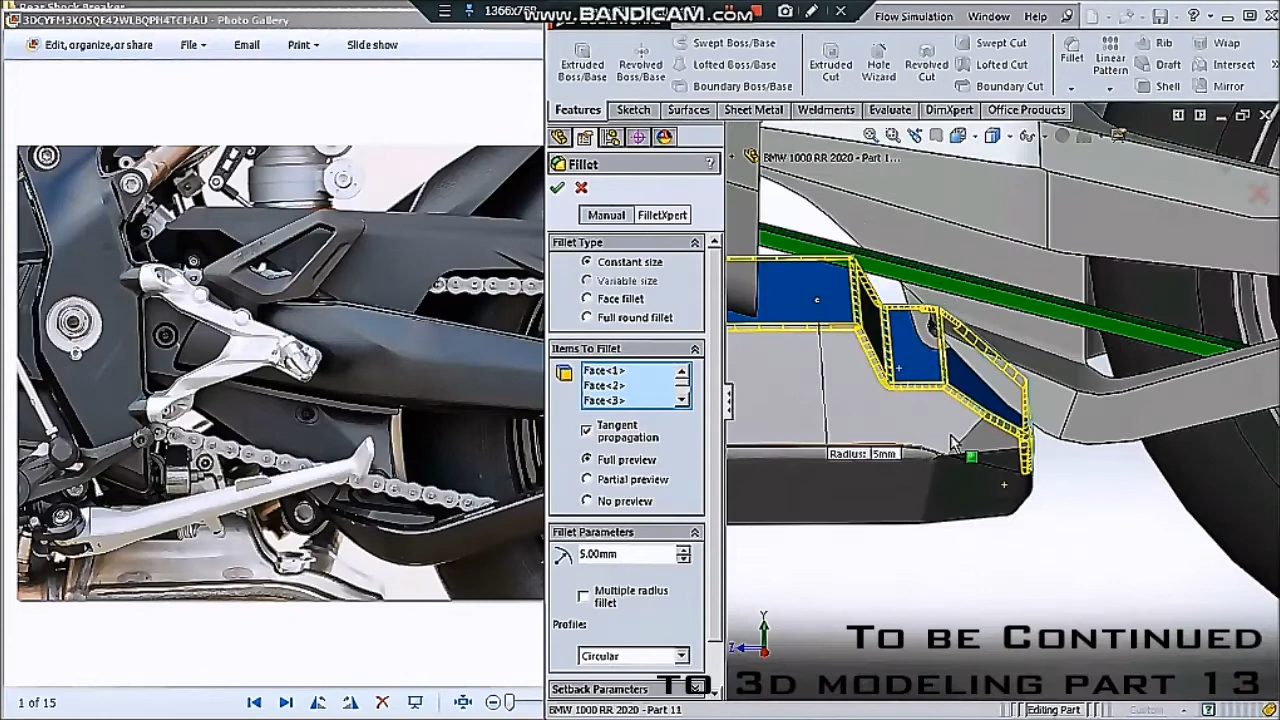 Rear Shock Breaker
3DCYFM3KO5QE42WLBQPH4TCHAU - Photo Gallery
1366x768
www.BANDICAM.com
Flow Simulation Window Help
Edit, organize, or share File Email Print Slide show
Extruded Boss/Base
Revolved Boss/Base
Swept Boss/Base
Lofted Boss/Base
Boundary Boss/Base
Extruded Cut
Hole Wizard
Revolved Cut
Swept Cut
Lofted Cut
Boundary Cut
Fillet
Linear Pattern
Rib
Draft
Shell
Wrap
Intersect
Mirror
Features Sketch Surfaces Sheet Metal Weldments Evaluate DimXpert Office Products
BMW 1000 RR 2020 - Part 1...
Fillet ?
Manual FilletXpert
Fillet Type
Constant size
Variable size
Face fillet
Full round fillet
Items To Fillet
Face<1>
Face<2>
Face<3>
Tangent
propagation
Full preview
Partial preview
No preview
Fillet Parameters
5.00mm
Multiple radius
fillet
Profile:
Circular
Setback Parameters
Radius: 5mm
Y
Z
To be Continued
to 3D modeling part 13
1 of 15
BMW 1000 RR 2020 - Part 11
Editing Part
Custom